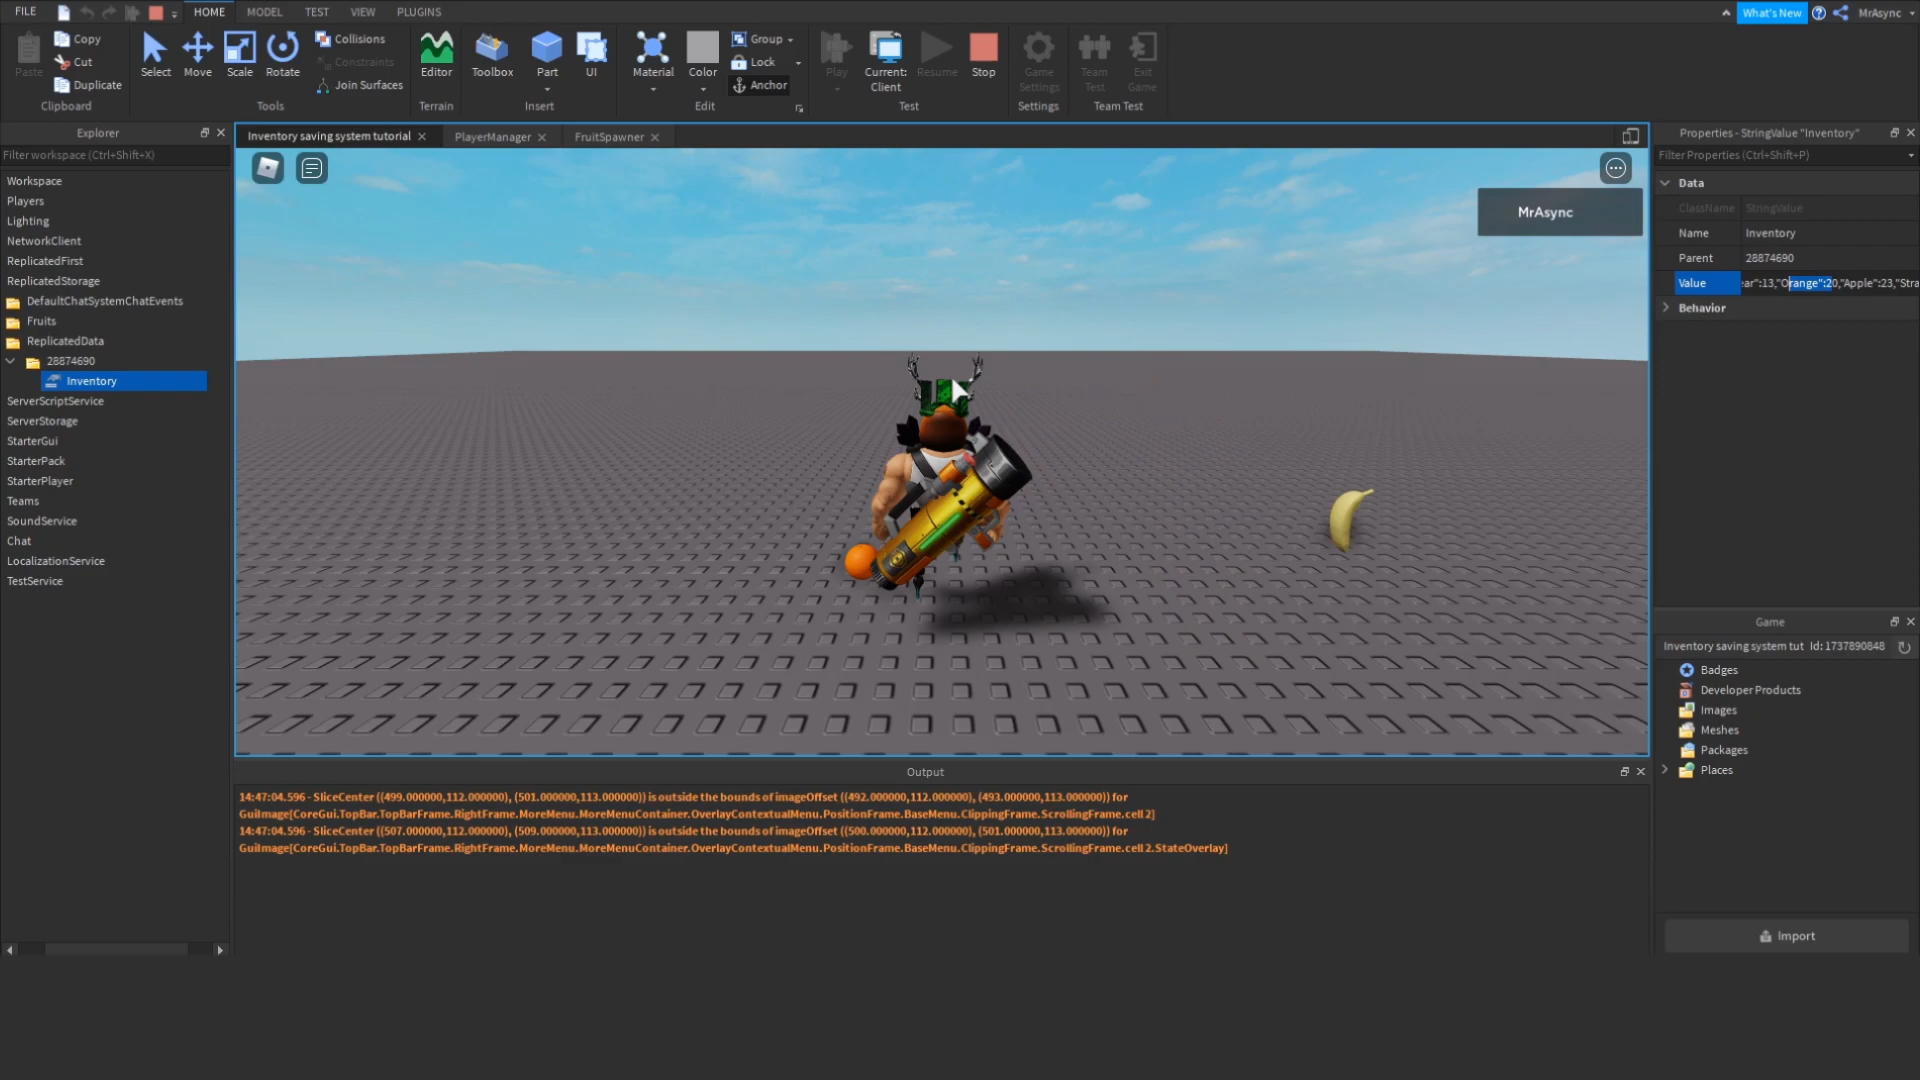 FILE
HOME
MODEL
TEST
VIEW
PLUGINS
What's New
MrAsync
Paste
Copy
Cut
Duplicate
Clipboard
Select
Move
Scale
Rotate
Collisions
Constraints
Join Surfaces
Tools
Editor
Terrain
Toolbox
Part
UI
Insert
Material
Color
Group
Lock
Anchor
Edit
Play
Current:
Client
Resume
Stop
Test
Game
Settings
Settings
Team
Test
Exit
Game
Team Test
Explorer
Filter workspace (Ctrl+Shift+X)
Workspace
Players
Lighting
NetworkClient
ReplicatedFirst
ReplicatedStorage
DefaultChatSystemChatEvents
Fruits
ReplicatedData
28874690
Inventory
ServerScriptService
ServerStorage
StarterGui
StarterPack
StarterPlayer
Teams
SoundService
Chat
LocalizationService
TestService
Inventory saving system tutorial
PlayerManager
FruitSpawner
MrAsync
Output
14:47:04.596 - SliceCenter ((499.000000,112.000000), (501.000000,113.000000)) is outside the bounds of imageOffset ((492.000000,112.000000), (493.000000,113.000000)) for
GuiImage[CoreGui.TopBar.TopBarFrame.RightFrame.MoreMenu.MoreMenuContainer.OverlayContextualMenu.PositionFrame.BaseMenu.ClippingFrame.ScrollingFrame.cell 2]
14:47:04.596 - SliceCenter ((507.000000,112.000000), (509.000000,113.000000)) is outside the bounds of imageOffset ((500.000000,112.000000), (501.000000,113.000000)) for
GuiImage[CoreGui.TopBar.TopBarFrame.RightFrame.MoreMenu.MoreMenuContainer.OverlayContextualMenu.PositionFrame.BaseMenu.ClippingFrame.ScrollingFrame.cell 2.StateOverlay]
Properties - StringValue "Inventory"
Filter Properties (Ctrl+Shift+P)
Data
ClassName StringValue
Name Inventory
Parent 28874690
Value ear":13,"Orange":20,"Apple":23,"Stra
Behavior
Game
Inventory saving system tut Id: 1737890848
Badges
Developer Products
Images
Meshes
Packages
Places
Import